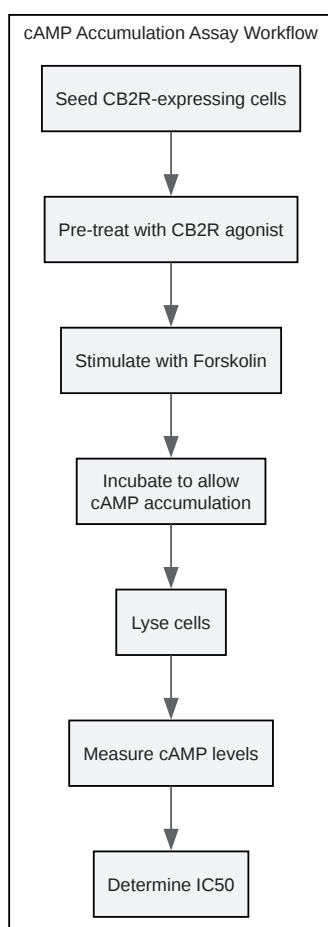 cAMP Accumulation Assay Workflow
Seed CB2R-expressing cells
Pre-treat with CB2R agonist
Stimulate with Forskolin
Incubate to allow
cAMP accumulation
Lyse cells
Measure cAMP levels
Determine IC50